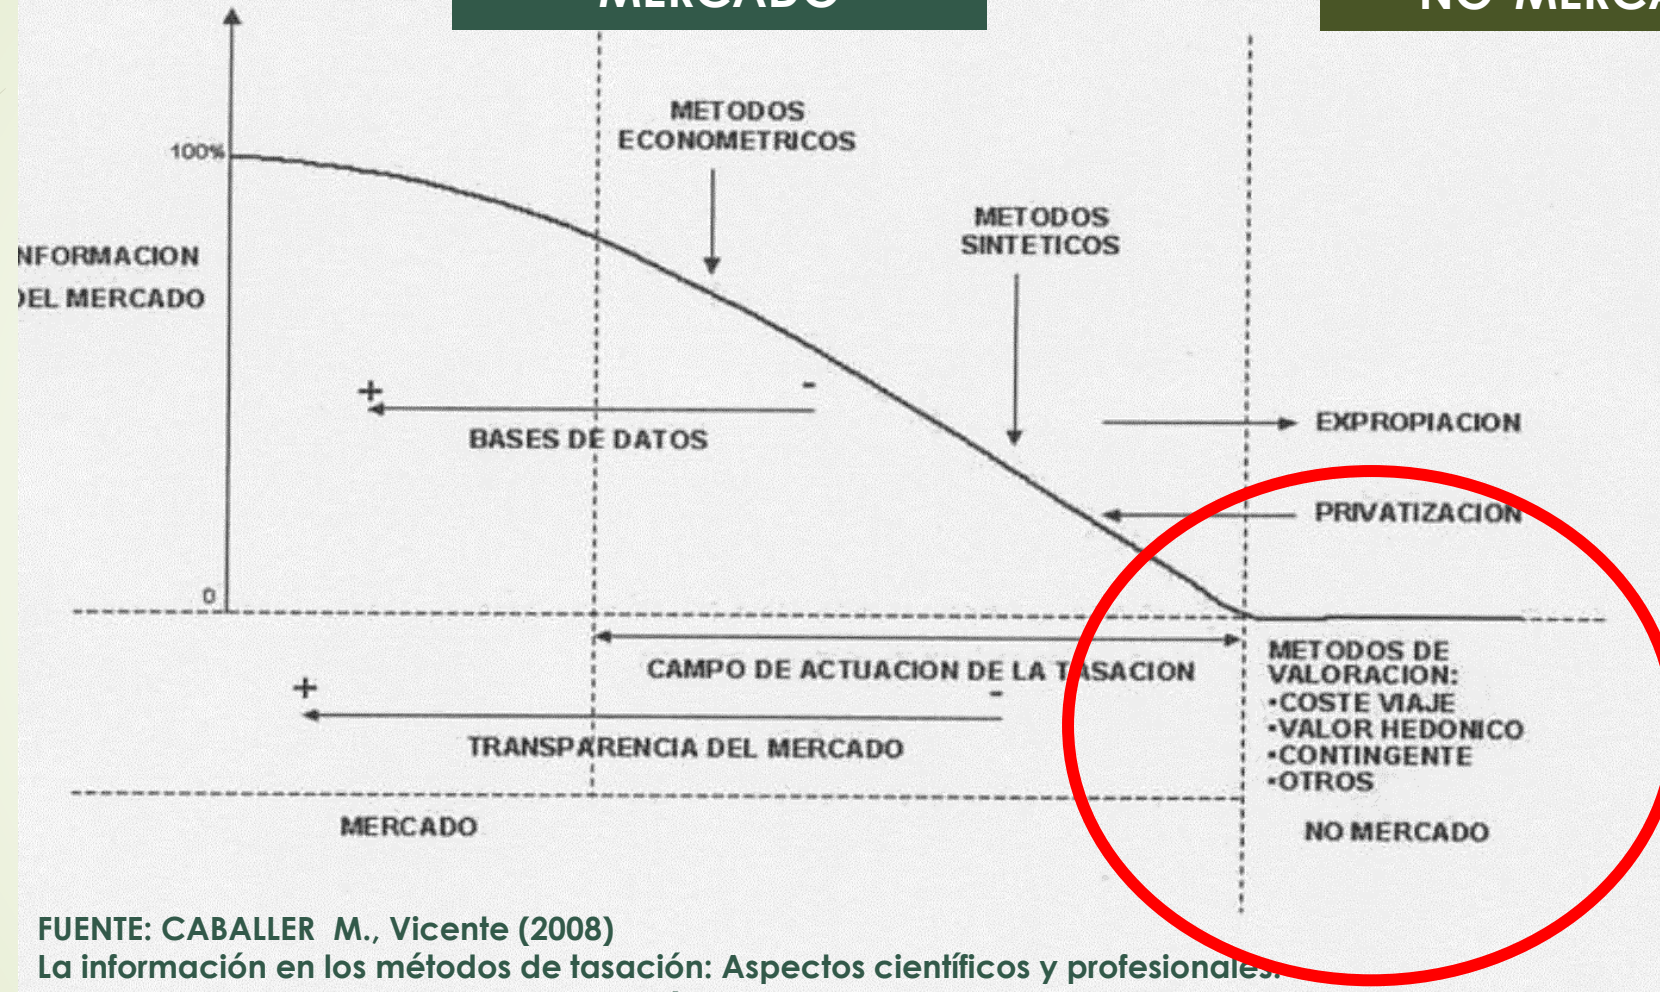 MERCADO
METODOS
ECONOMETRICOS
100%
METODOS
SINTETICOS
NFORMACION
DEL MERCADO
+
-
BASES DE DATOS
EXPROPIACION
PRIVATIZACION
0
CAMPO DE ACTUACION DE LA TASACION
METODOS DE
VALORACION:
▪COSTE VIAJE
▪VALOR HEDONICO
▪CONTINGENTE
▪OTROS
+
-
TRANSPARENCIA DEL MERCADO
MERCADO
NO MERCADO
FUENTE: CABALLER M., Vicente (2008)
La información en los métodos de tasación: Aspectos científicos y profesionales.